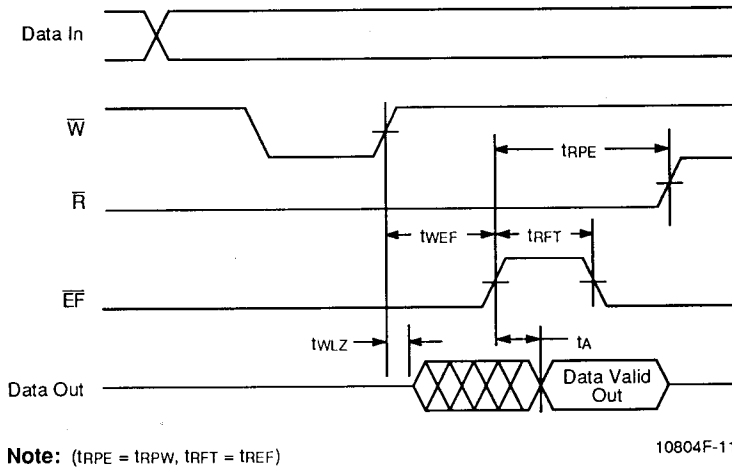 Data In
W
tRPE
R
tWEF
tRFT
EF
tWLZ
tA
Data Out
Data Valid
Out
Note: (tRPE = tRPW, tRFT = tREF)
10804F-11